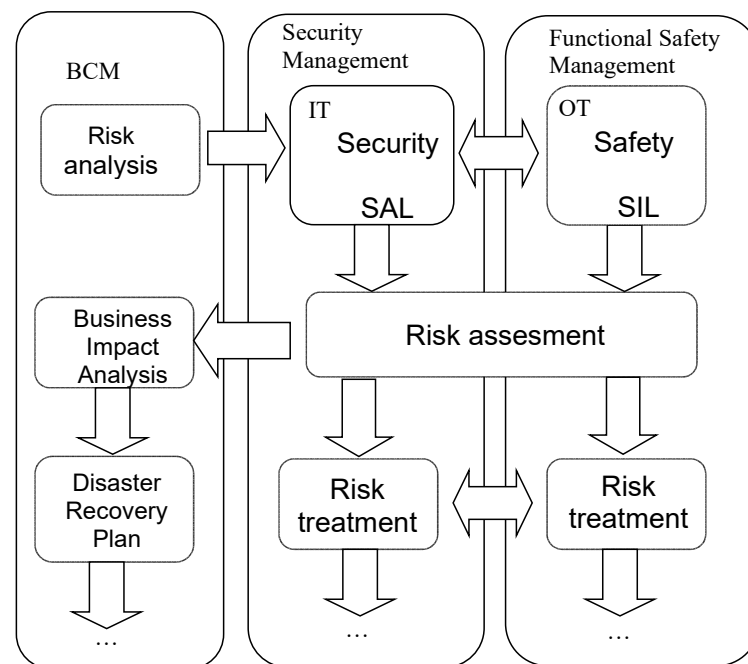 BCM
Risk
analysis
Business
Impact
Analysis
Disaster
Recovery
Plan
…
Security
Management
IT
Security
SAL
Functional Safety
Management
OT
Safety
SIL
Risk assesment
Risk
treatment
…
Risk
treatment
…